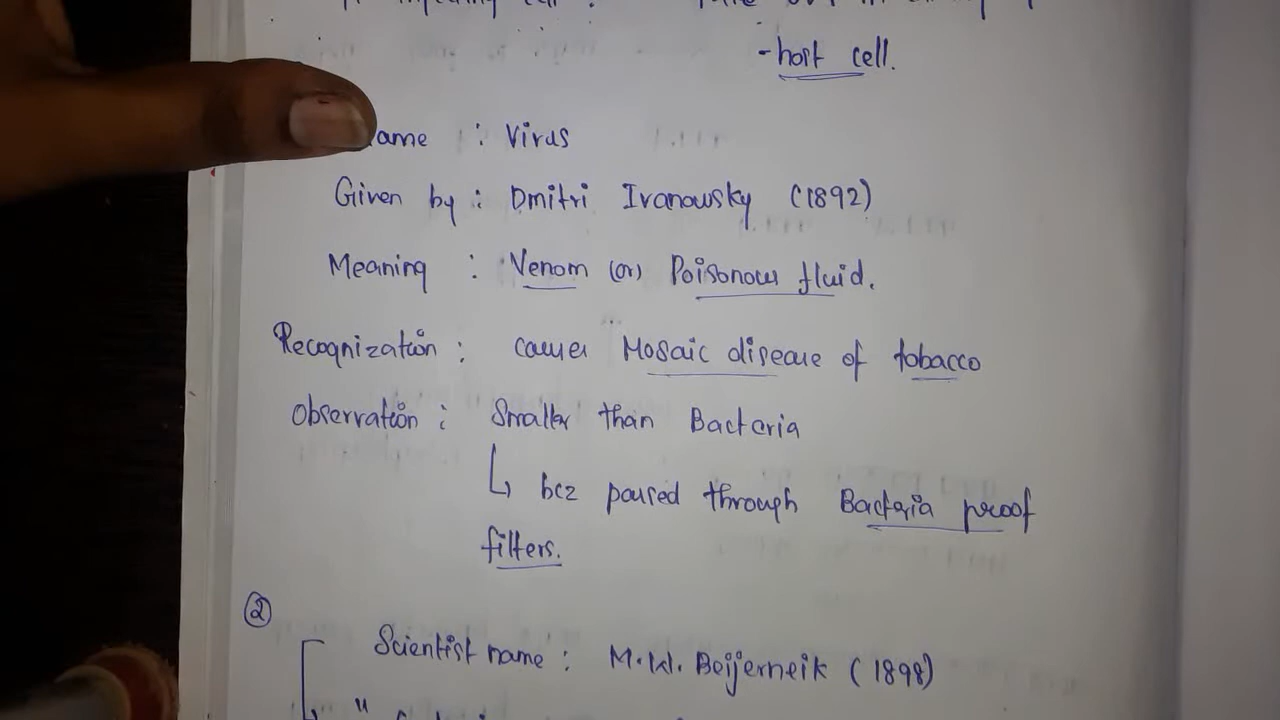 -host cell.
ame : Virus
Given by : Dmitri Ivanowsky (1892)
Meaning : Venom (or) Poisonous fluid.
Recognization : causes Mosaic disease of tobacco
Observation : Smaller than Bacteria
↳ bcz passed through Bacteria proof
filters.
②
Scientist name : M.W. Beijerneik (1898)
"